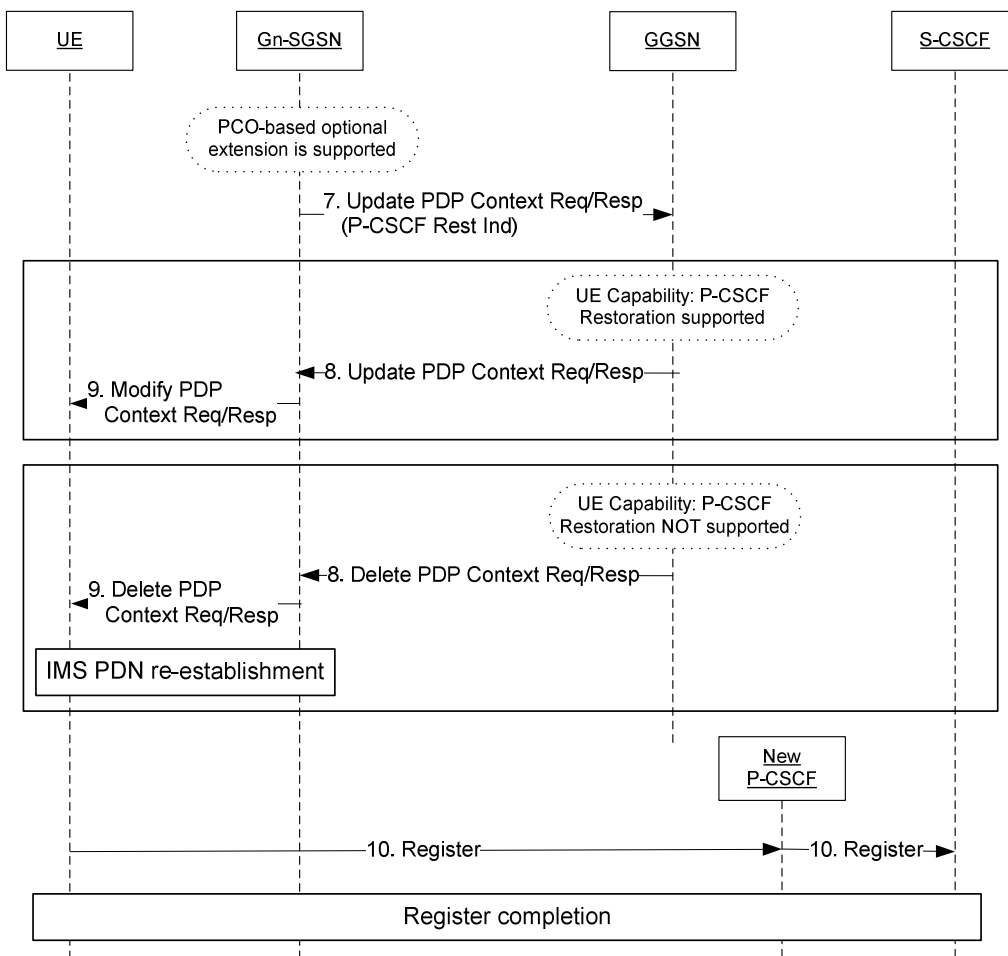 UE
Gn-SGSN
GGSN
S-CSCF
PCO-based optional
extension is supported
7. Update PDP Context Req/Resp
(P-CSCF Rest Ind)
UE Capability: P-CSCF
Restoration supported
8. Update PDP Context Req/Resp
9. Modify PDP
Context Req/Resp
UE Capability: P-CSCF
Restoration NOT supported
8. Delete PDP Context Req/Resp
9. Delete PDP
Context Req/Resp
IMS PDN re-establishment
New
P-CSCF
10. Register
10. Register
Register completion